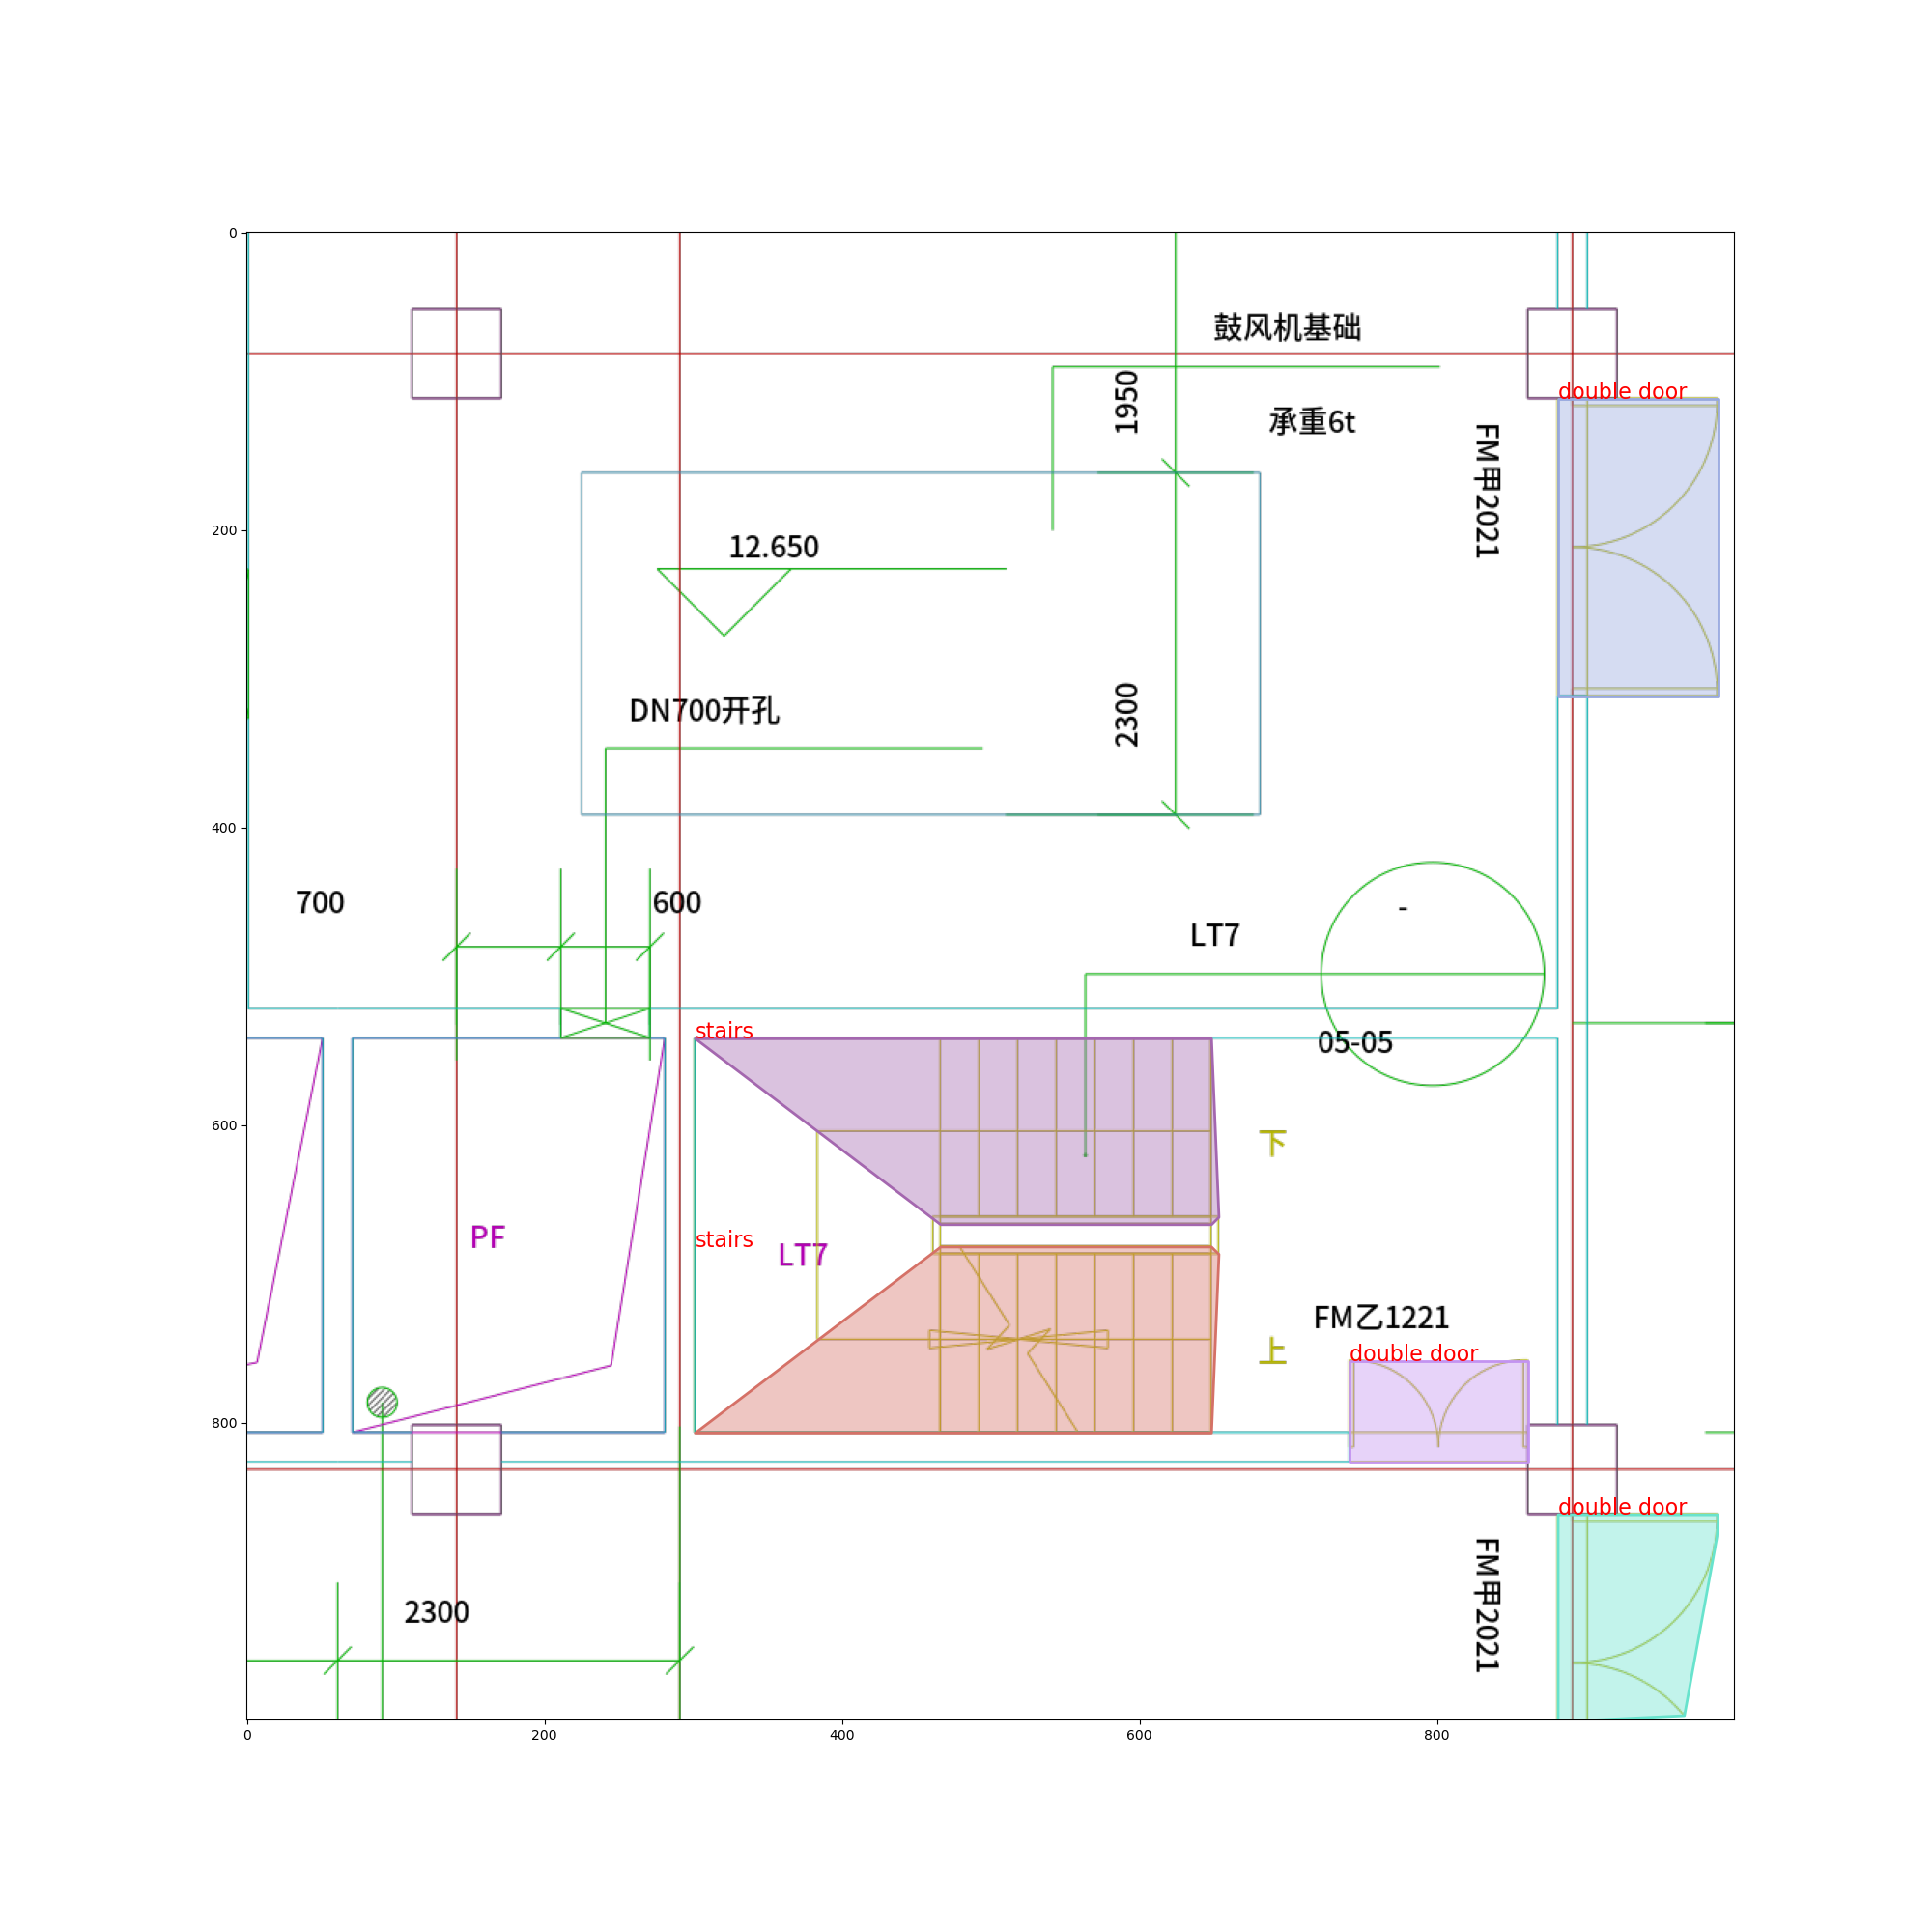 0
鼓风机基础
double door
1950
承重6t
FM甲2021
200
12.650
DN700开孔
2300
400
700
600
-
LT7
stairs
05-05
600
下
PF
stairs
LT7
FM乙1221
上
double door
800
double door
FM甲2021
2300
0
200
400
600
800